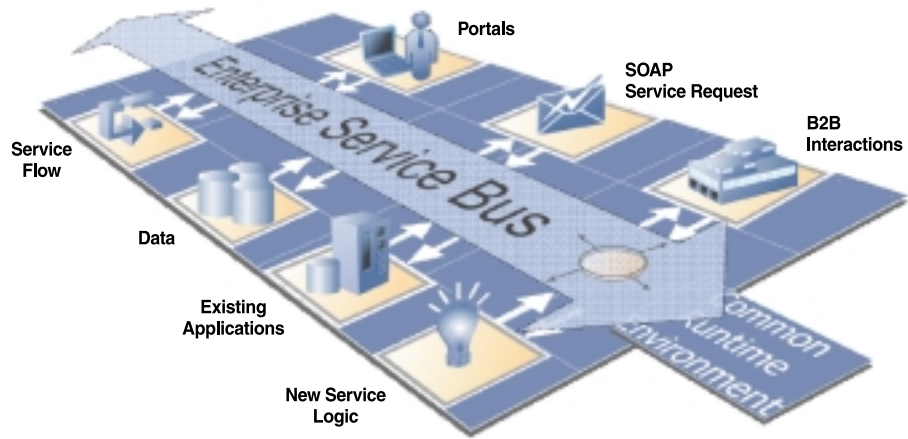 Portals
SOAP
Service Request
B2B
Interactions
Enterprise Service Bus
Service
Flow
Data
Existing
Applications
New Service
Logic
Common
Runtime
Environment